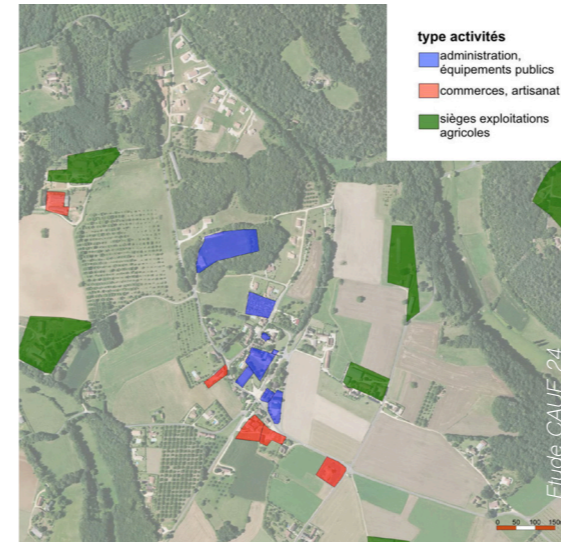 type activités
administration,
équipements publics
commerces, artisanat
sièges exploitations
agricoles
Etude CAUE 24
0 50 100 150